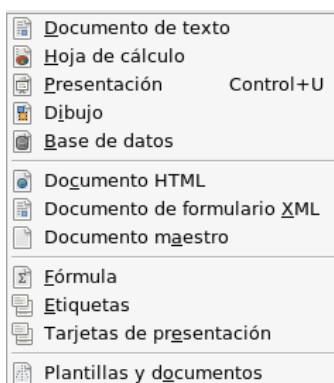 Documento de texto
Hoja de cálculo
Presentación Control+U
Dibujo
Base de datos
Documento HTML
Documento de formulario XML
Documento maestro
Fórmula
Etiquetas
Tarjetas de presentación
Plantillas y documentos